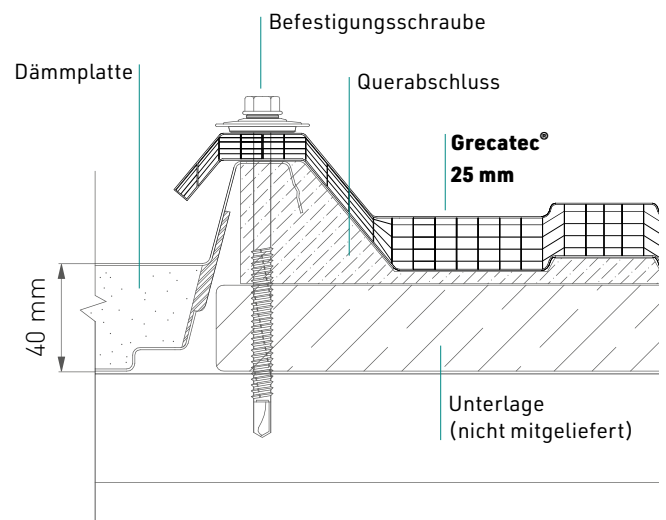 Befestigungsschraube
Dämmplatte
Querabschluss
Grecatec®
25 mm
40 mm
Unterlage
(nicht mitgeliefert)